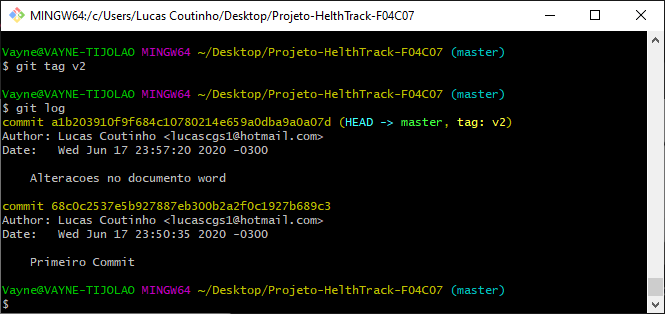 MINGW64:/c/Users/Lucas Coutinho/Desktop/Projeto-HelthTrack-F04C07
Vayne@VAYNE-TIJOLAO MINGW64 ~/Desktop/Projeto-HelthTrack-F04C07 (master)
$ git tag v2
Vayne@VAYNE-TIJOLAO MINGW64 ~/Desktop/Projeto-HelthTrack-F04C07 (master)
$ git log
commit a1b203910f9f684c10780214e659a0dba9a0a07d (HEAD -> master, tag: v2)
Author: Lucas Coutinho <lucascgs1@hotmail.com>
Date:   Wed Jun 17 23:57:20 2020 -0300
Alteracoes no documento word
commit 68c0c2537e5b927887eb300b2a2f0c1927b689c3
Author: Lucas Coutinho <lucascgs1@hotmail.com>
Date:   Wed Jun 17 23:50:35 2020 -0300
Primeiro Commit
Vayne@VAYNE-TIJOLAO MINGW64 ~/Desktop/Projeto-HelthTrack-F04C07 (master)
$